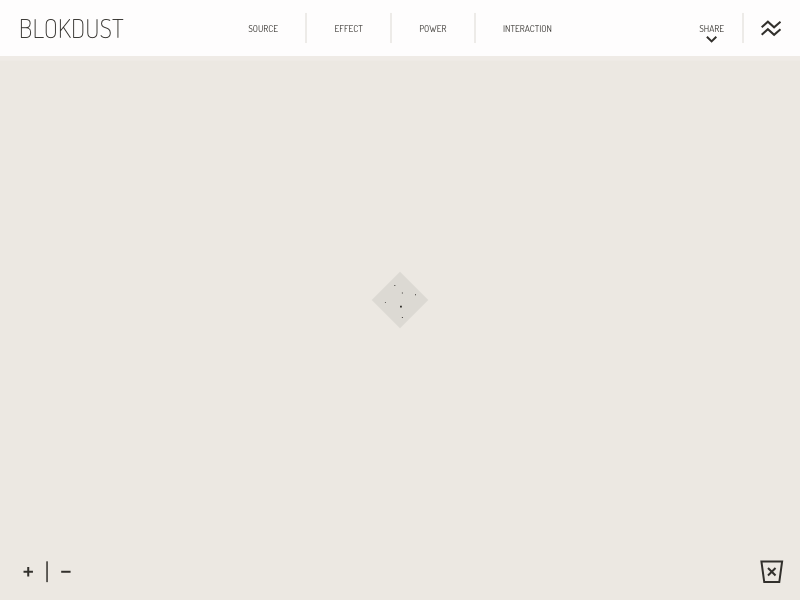 BLOKDUST
SOURCE
EFFECT
POWER
INTERACTION
SHARE